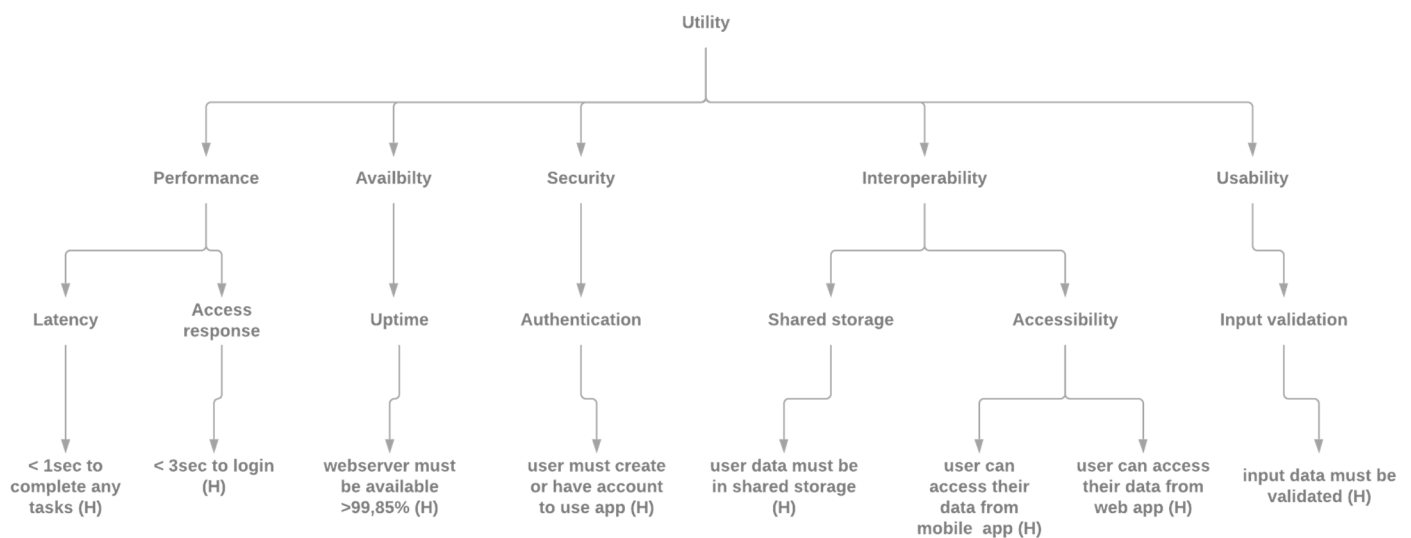 Utility
Performance
Availbilty
Security
Interoperability
Usability
Latency
Access
response
Uptime
Authentication
Shared storage
Accessibility
Input validation
< 1sec to
complete any
tasks (H)
< 3sec to login
(H)
webserver must
be available
>99,85% (H)
user must create
or have account
to use app (H)
user data must be
in shared storage
(H)
user can
access their
data from
mobile  app (H)
user can access
their data from
web app (H)
input data must be
validated (H)